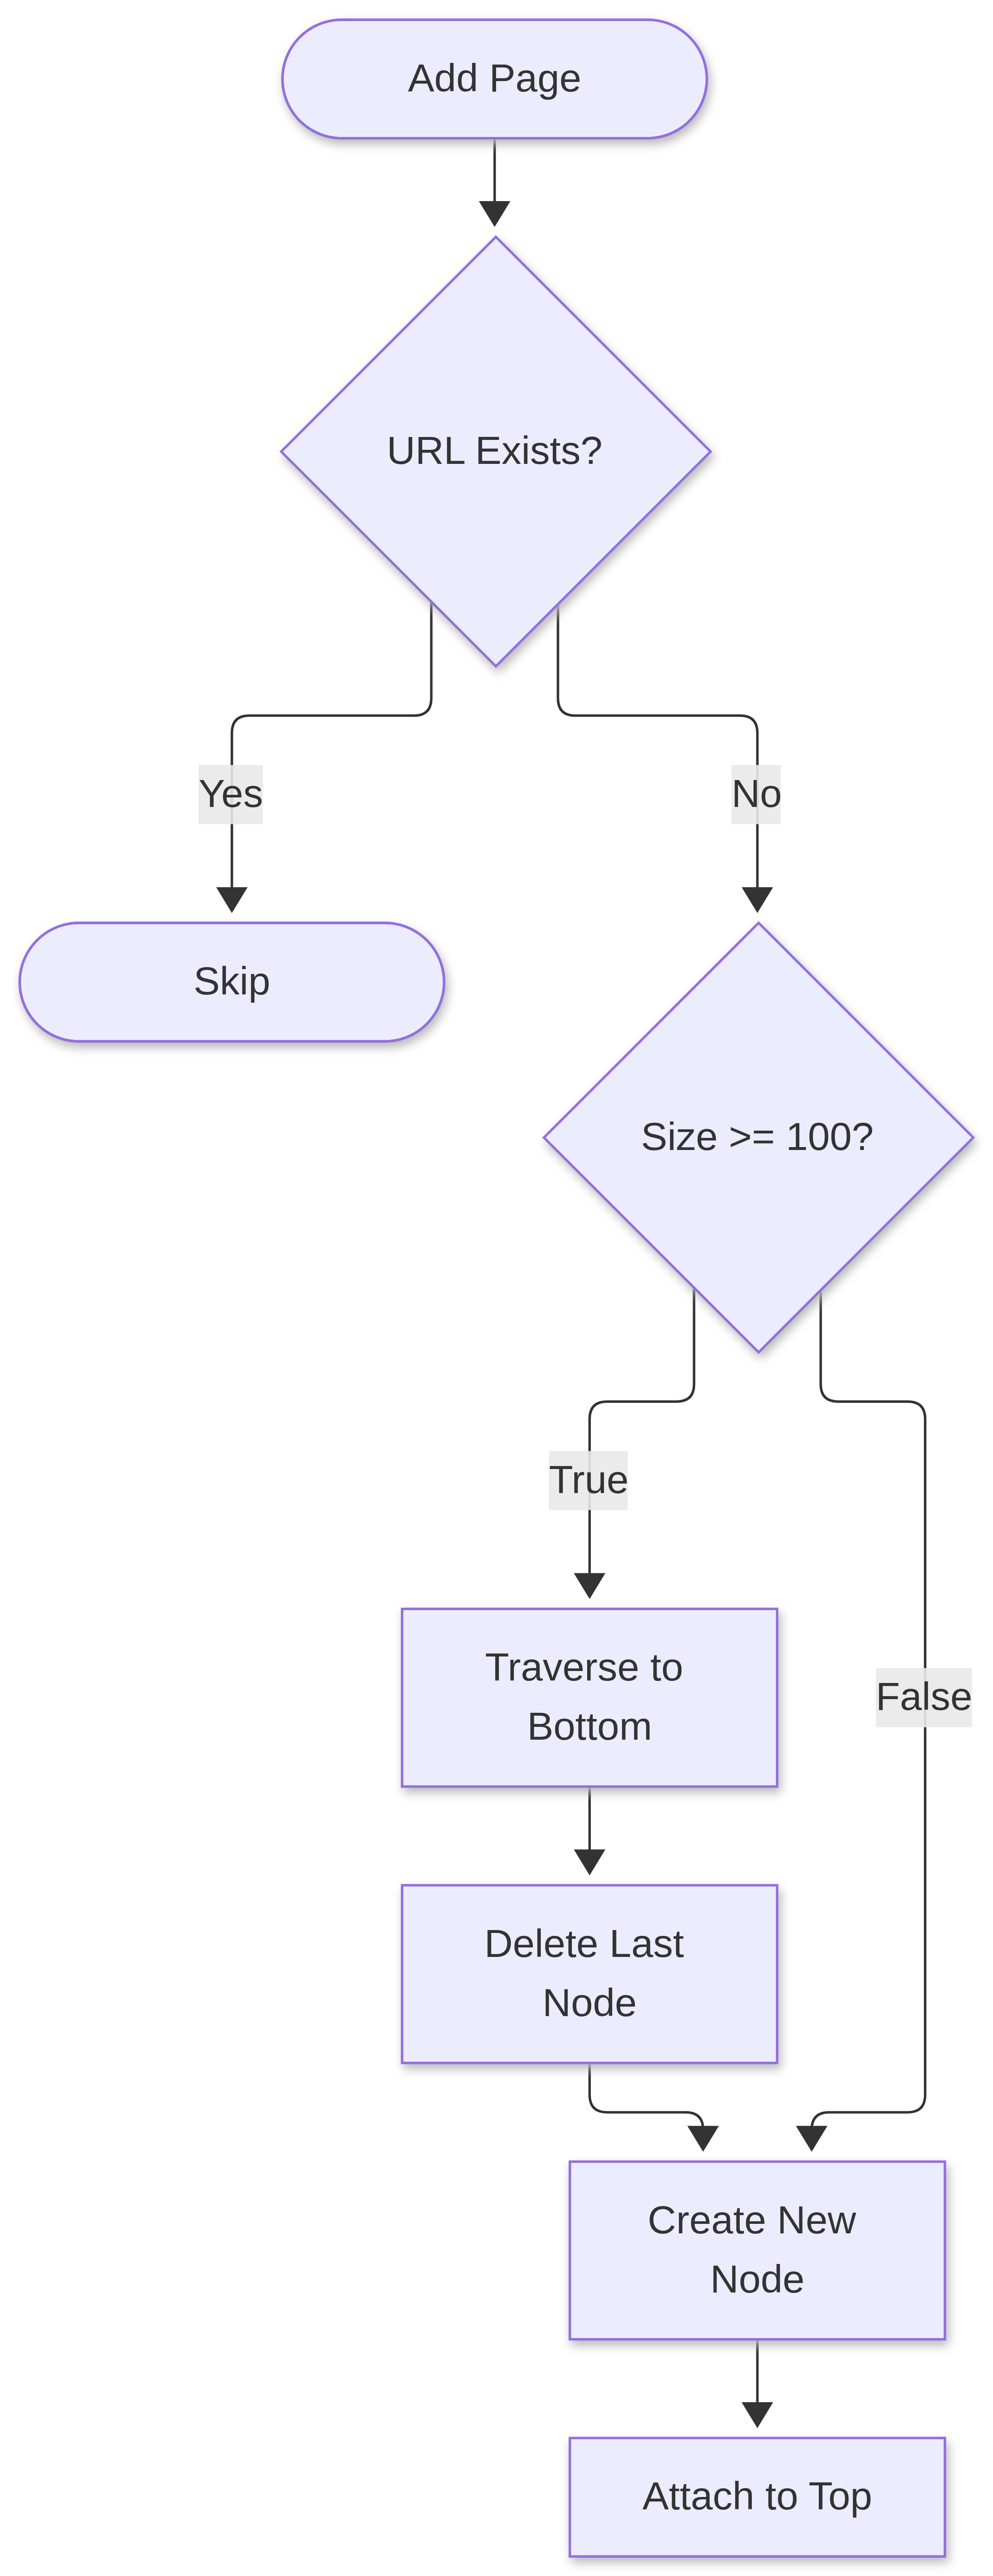 Add Page
URL Exists?
Yes
No
Skip
Size >= 100?
True
Traverse to
Bottom
False
Delete Last
Node
Create New
Node
Attach to Top